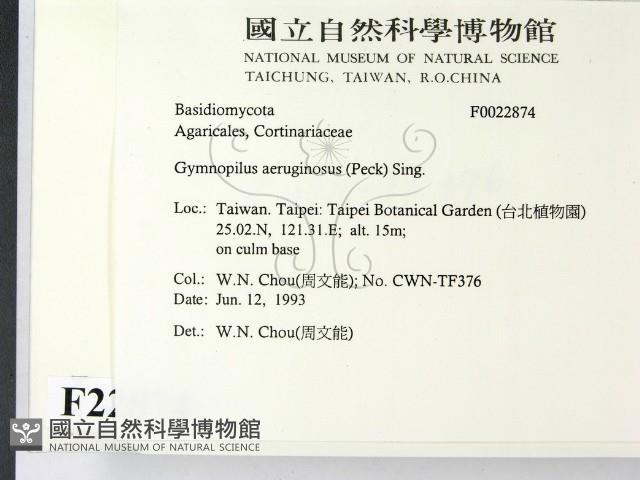 國立自然科學博物館
NATIONAL MUSEUM OF NATURAL SCIENCE
TAICHUNG, TAIWAN, R.O.CHINA
Basidiomycota F0022874
Agaricales, Cortinariaceae
Gymnopilus aeruginosus (Peck) Sing.
Loc.: Taiwan. Taipei: Taipei Botanical Garden (台北植物園)
25.02.N, 121.31.E; alt. 15m;
on culm base
Col.: W.N. Chou(周文能); No. CWN-TF376
Date: Jun. 12, 1993
Det.: W.N. Chou(周文能)
F22
國立自然科學博物館
NATIONAL MUSEUM OF NATURAL SCIENCE